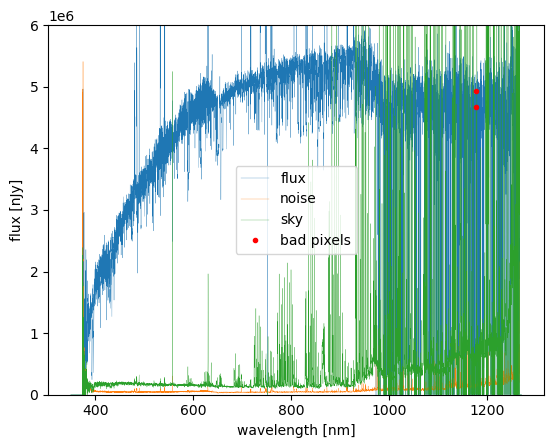 1e6
6
5
4
3
2
1
0
flux [nJy]
flux
noise
sky
bad pixels
400
600
800
1000
1200
wavelength [nm]